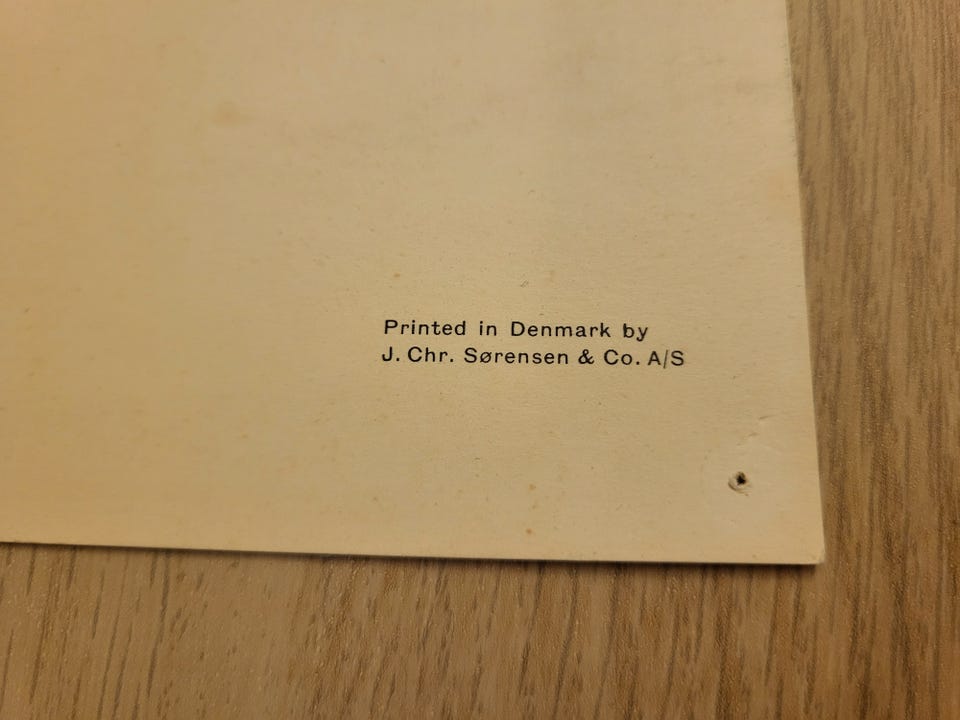 Printed in Denmark by
J. Chr. Sørensen & Co. A/S